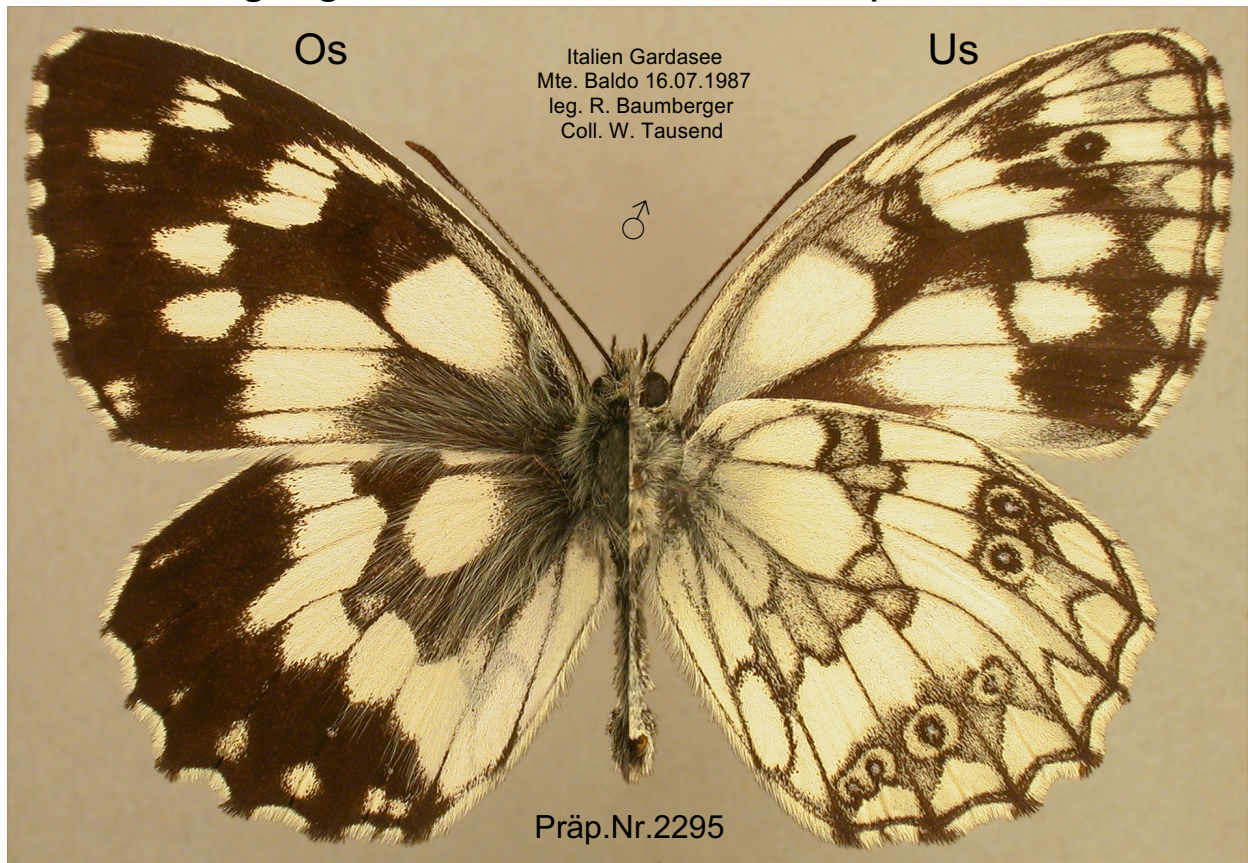 Os
Italien Gardasee
Mte. Baldo 16.07.1987
leg. R. Baumberger
Coll. W. Tausend
Us
♂
Präp.Nr.2295